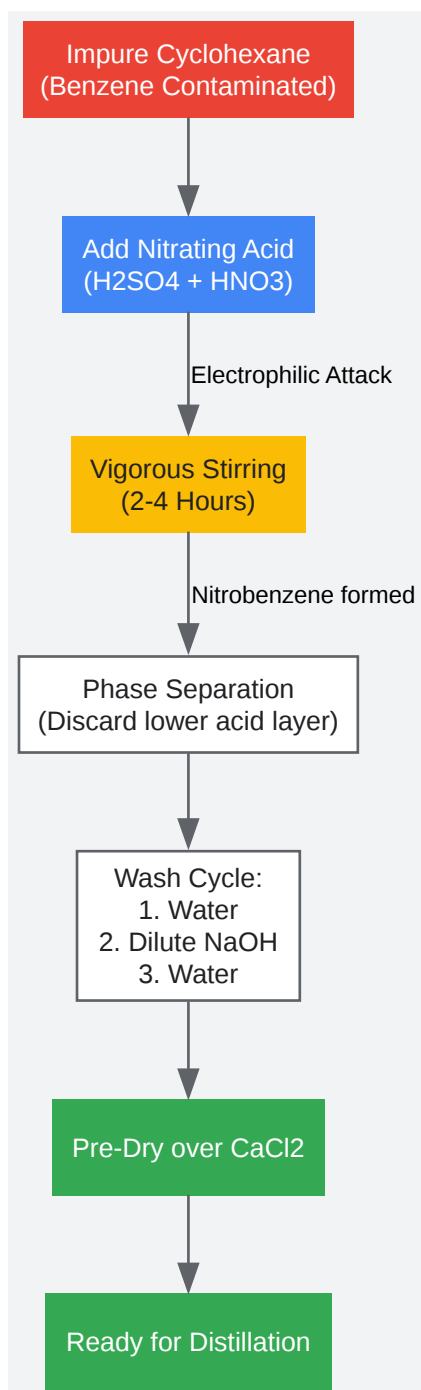 Impure Cyclohexane
(Benzene Contaminated)
Add Nitrating Acid
(H2SO4 + HNO3)
Electrophilic Attack
Vigorous Stirring
(2-4 Hours)
Nitrobenzene formed
Phase Separation
(Discard lower acid layer)
Wash Cycle:
1. Water
2. Dilute NaOH
3. Water
Pre-Dry over CaCl2
Ready for Distillation